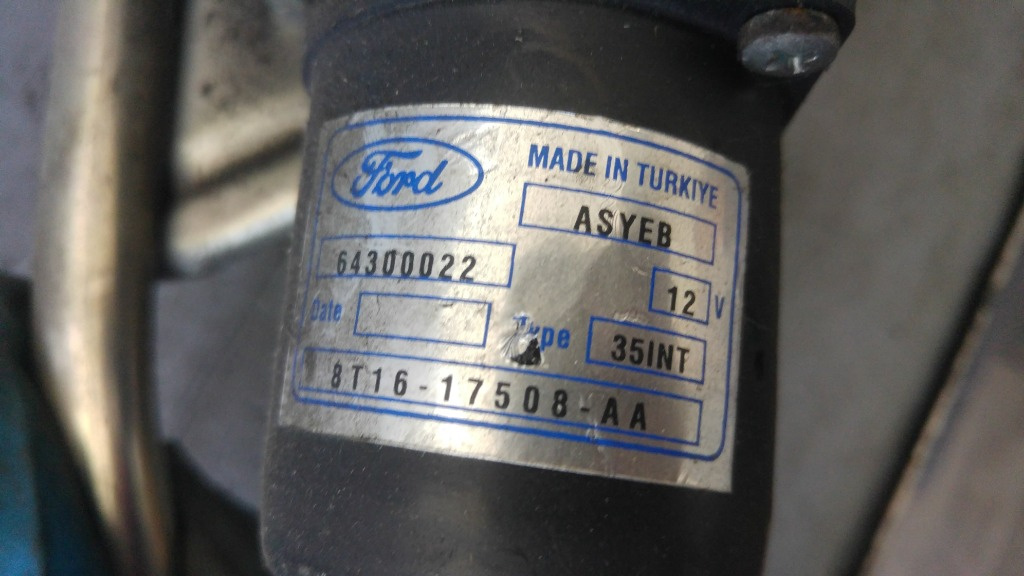 Ford
MADE IN TURKIYE
ASYEB
64300022
12 V
Date
Type 35INT
8T16-17508-AA